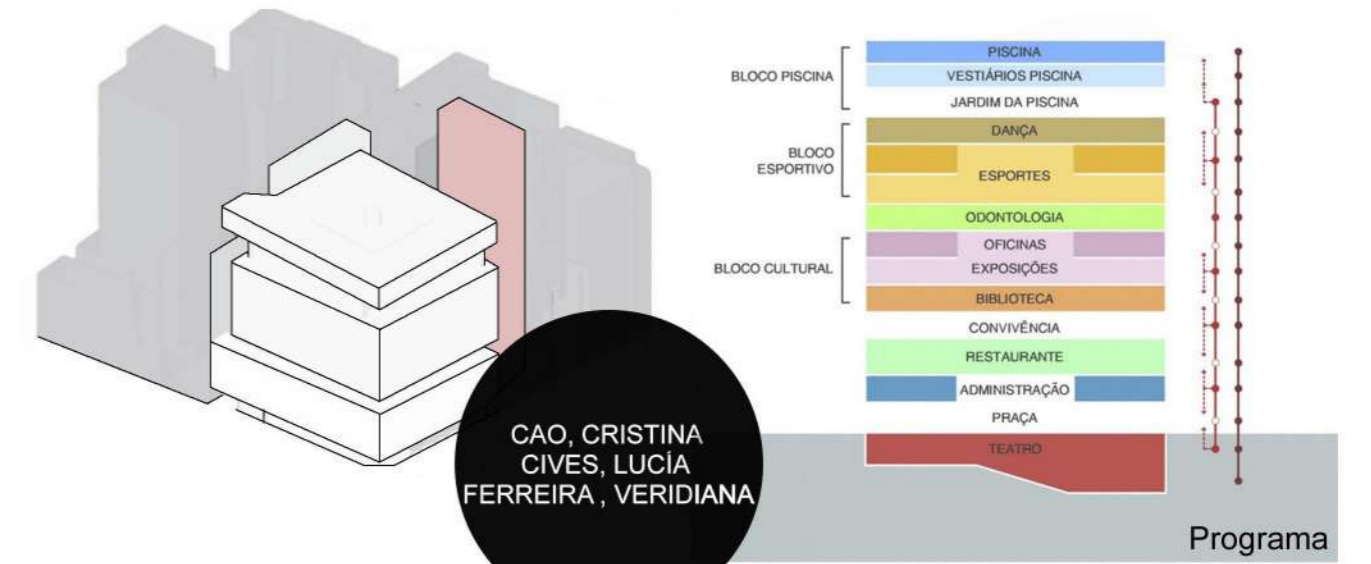 PISCINA
BLOCO PISCINA
VESTIÁRIOS PISCINA
JARDIM DA PISCINA
DANÇA
BLOCO
ESPORTIVO
ESPORTES
ODONTOLOGIA
OFICINAS
BLOCO CULTURAL
EXPOSIÇÕES
BIBLIOTECA
CONVIVÊNCIA
RESTAURANTE
ADMINISTRAÇÃO
PRAÇA
TEATRO
CAO, CRISTINA
CIVES, LUCÍA
FERREIRA , VERIDIANA
Programa